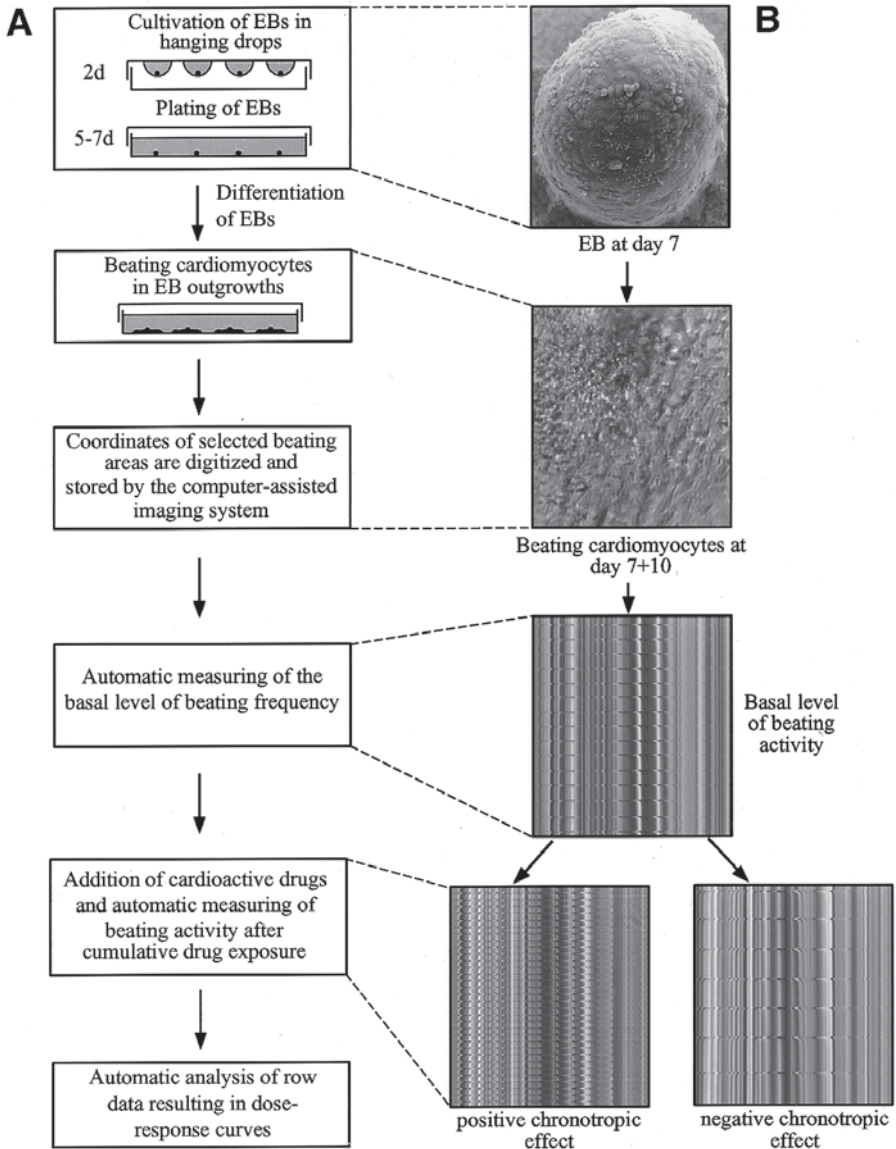 A
Cultivation of EBs in
hanging drops
2d
Plating of EBs
5-7d
Differentiation
of EBs
Beating cardiomyocytes
in EB outgrowths
Coordinates of selected beating
areas are digitized and
stored by the computer-assisted
imaging system
Automatic measuring of the
basal level of beating frequency
Addition of cardioactive drugs
and automatic measuring of
beating activity after
cumulative drug exposure
Automatic analysis of row
data resulting in dose-
response curves
B
EB at day 7
Beating cardiomyocytes at
day 7+10
Basal level
of beating
activity
positive chronotropic
effect
negative chronotropic
effect